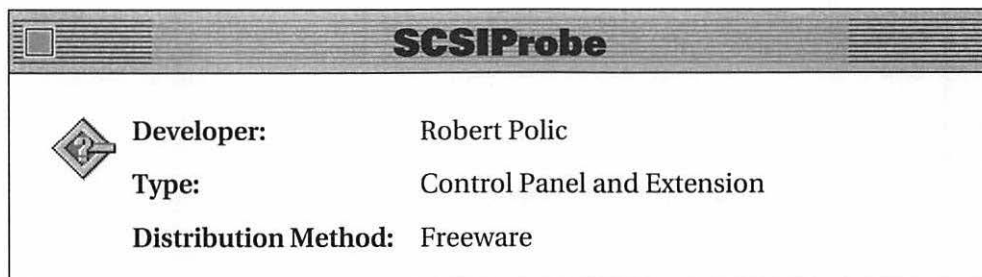 SCSIProbe
Developer: Robert Polic
Type: Control Panel and Extension
Distribution Method: Freeware